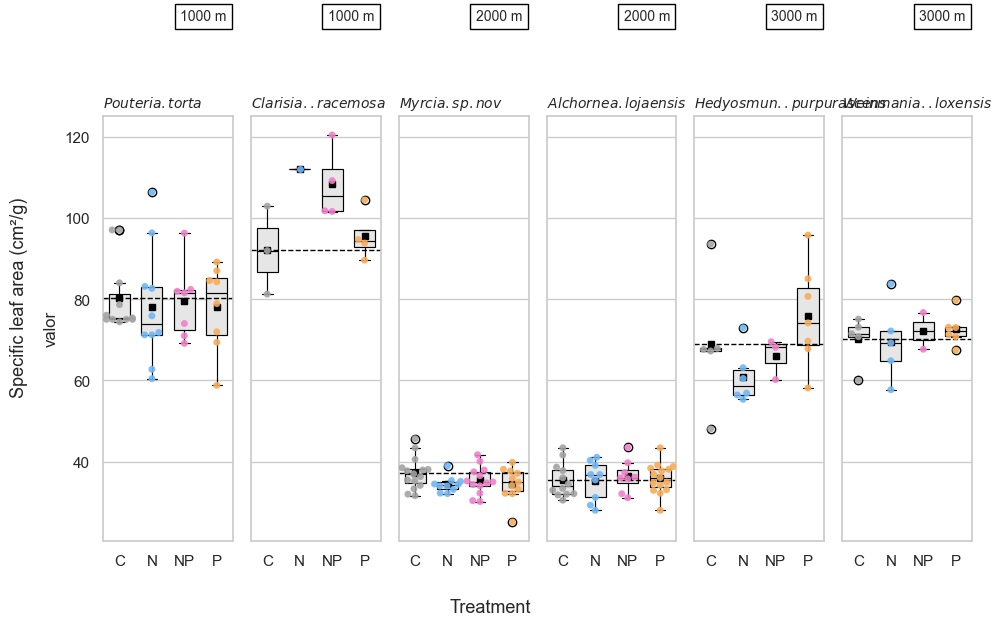 1000 m 1000 m 2000 m 2000 m 3000 m 3000 m
Pouteria.torta Clarisia..racemosa Myrcia.sp.nov Alchornea.lojaensis Hedyosmun..purpurascens Weinmania..loxensis
120
100
80
60
40
Specific leaf area (cm²/g)
valor
C N NP P C N NP P C N NP P C N NP P C N NP P C N NP P
Treatment